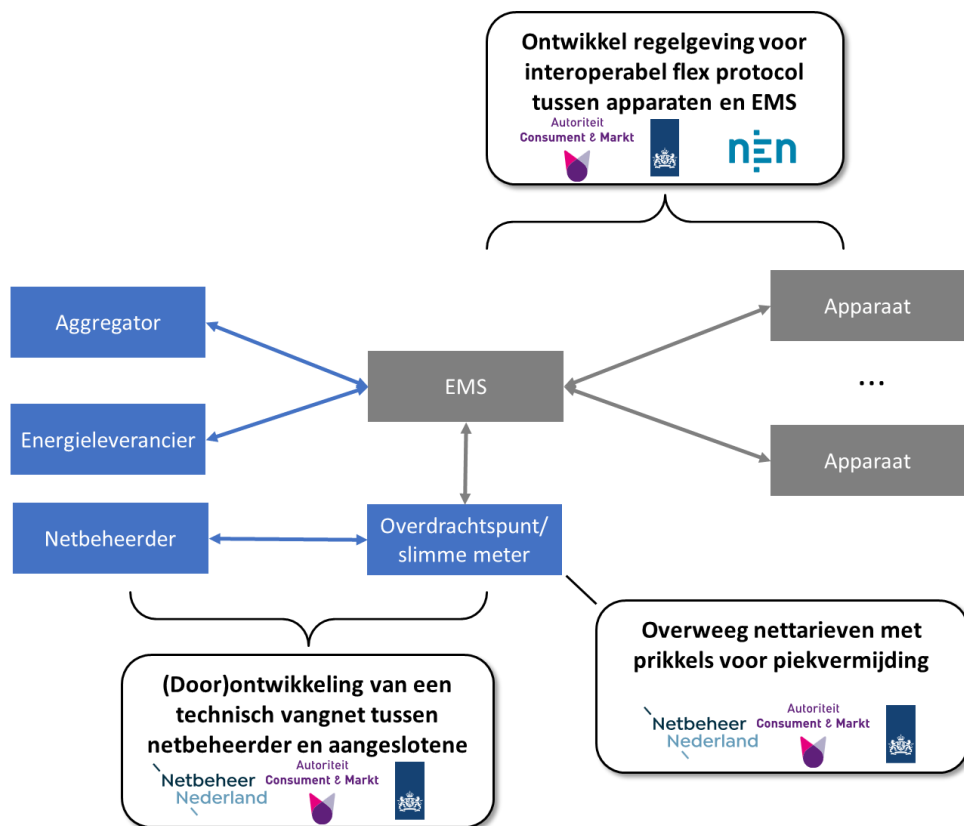 Ontwikkel regelgeving voor
interoperabel flex protocol
tussen apparaten en EMS
Autoriteit
Consument & Markt
nEn
Aggregator
Apparaat
EMS
...
Energieleverancier
Apparaat
Netbeheerder
Overdrachtspunt/
slimme meter
(Door)ontwikkeling van een
technisch vangnet tussen
netbeheerder en aangeslotene
Netbeheer
Nederland
Autoriteit
Consument & Markt
Overweeg nettarieven met
prikkels voor piekvermijding
Netbeheer
Nederland
Autoriteit
Consument & Markt